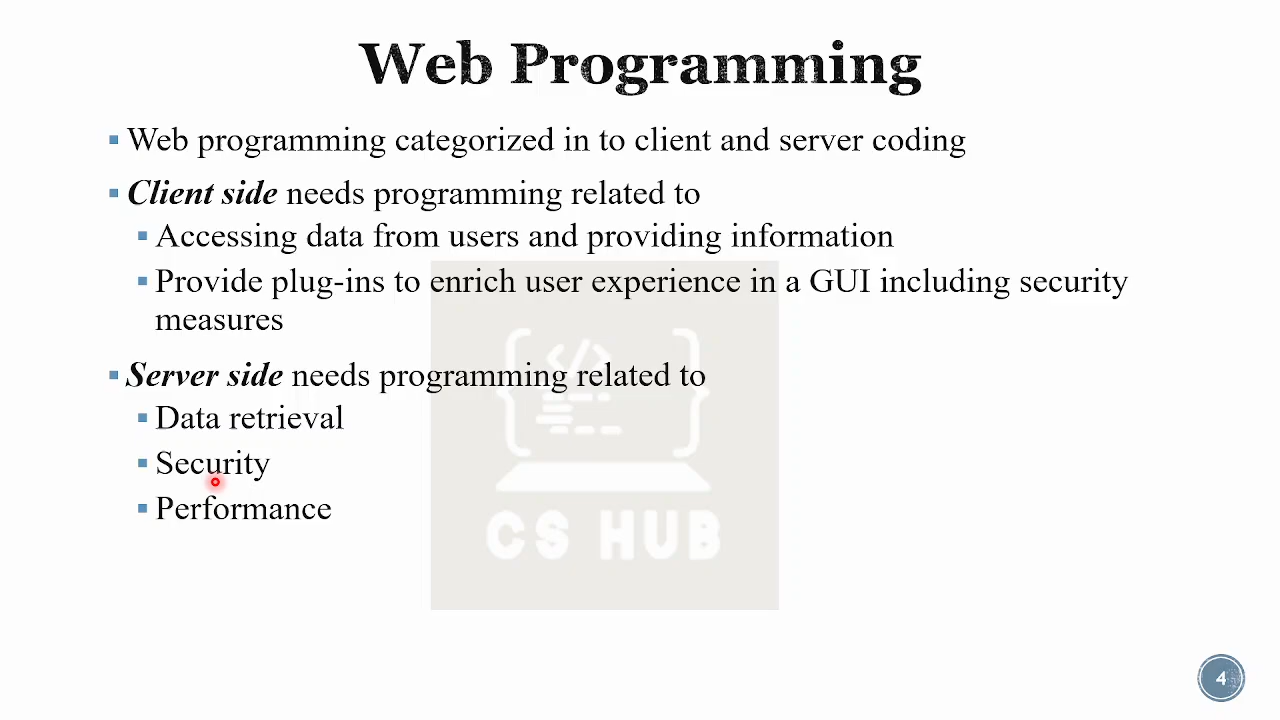 Web Programming
Web programming categorized in to client and server coding
Client side needs programming related to
Accessing data from users and providing information
Provide plug-ins to enrich user experience in a GUI including security
measures
Server side needs programming related to
Data retrieval
Security
Performance
CS HUB
4